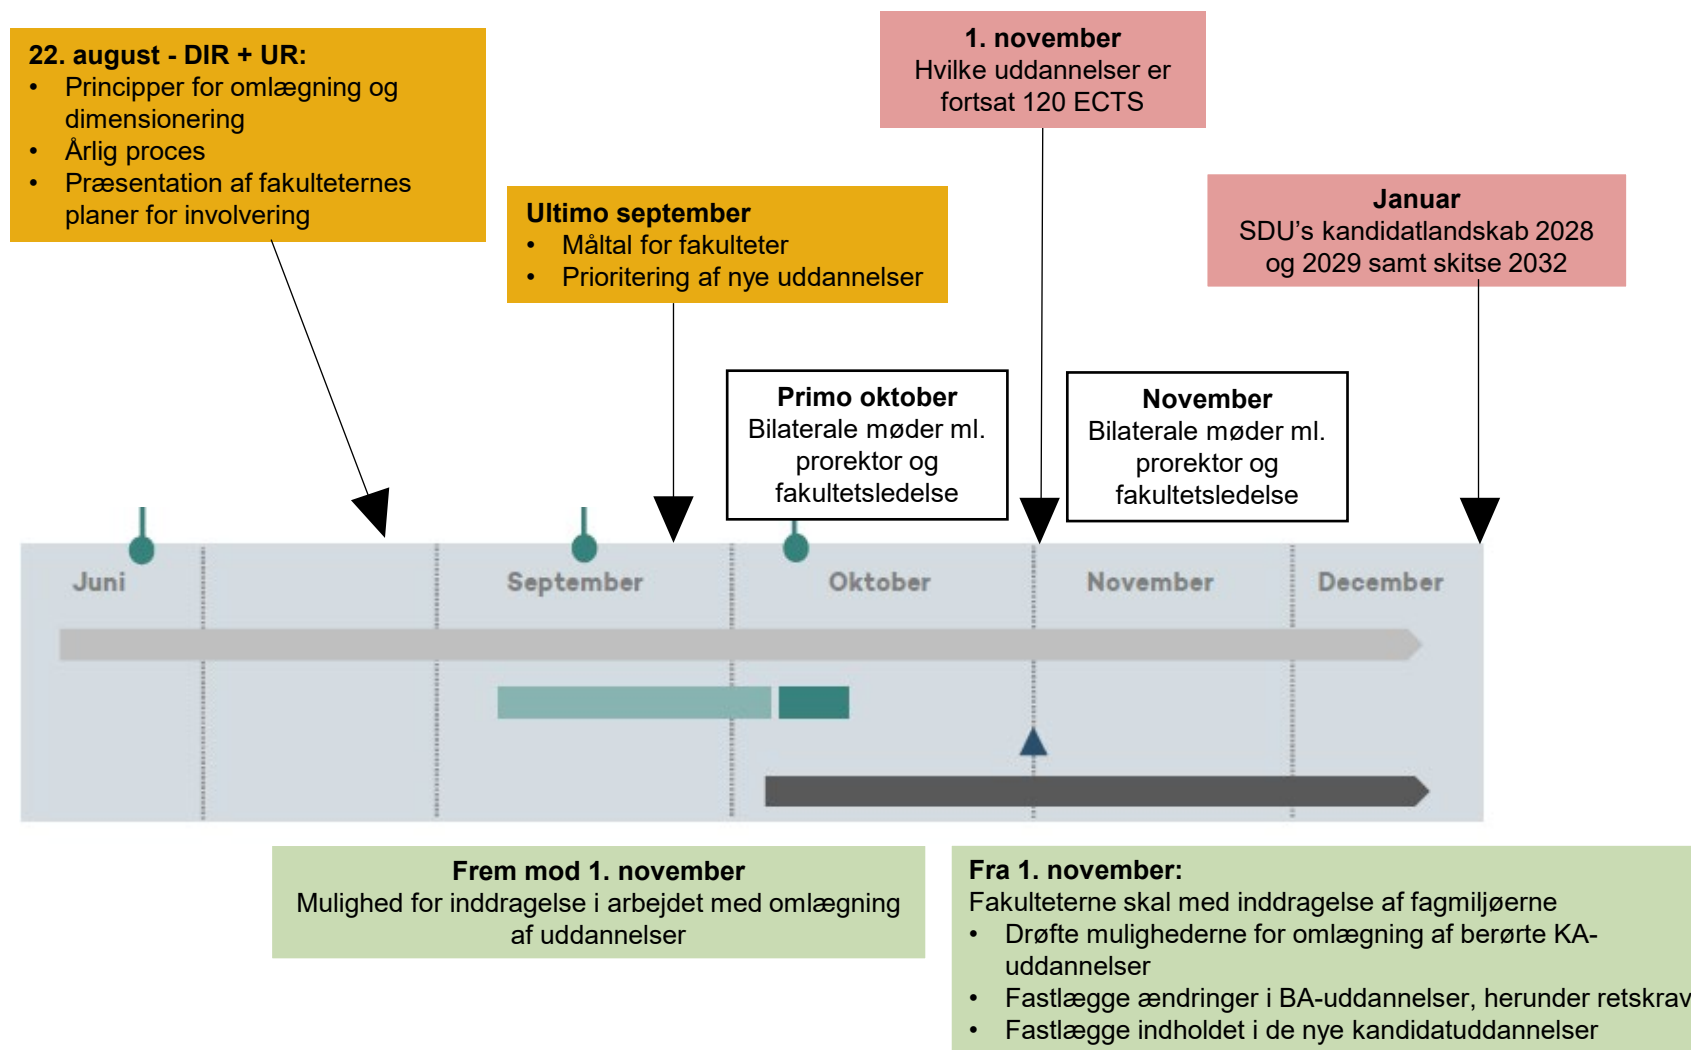 22. august - DIR + UR:
• Principper for omlægning og
dimensionering
• Årlig proces
• Præsentation af fakulteternes
planer for involvering
Ultimo september
• Måltal for fakulteter
• Prioritering af nye uddannelser
1. november
Hvilke uddannelser er
fortsat 120 ECTS
Januar
SDU's kandidatlandskab 2028
og 2029 samt skitse 2032
Primo oktober
Bilaterale møder ml.
prorektor og
fakultetsledelse
November
Bilaterale møder ml.
prorektor og
fakultetsledelse
Juni
September
Oktober
November
December
Frem mod 1. november
Mulighed for inddragelse i arbejdet med omlægning
af uddannelser
Fra 1. november:
Fakulteterne skal med inddragelse af fagmiljøerne
• Drøfte mulighederne for omlægning af berørte KA-
uddannelser
• Fastlægge ændringer i BA-uddannelser, herunder retskrav
• Fastlægge indholdet i de nye kandidatuddannelser